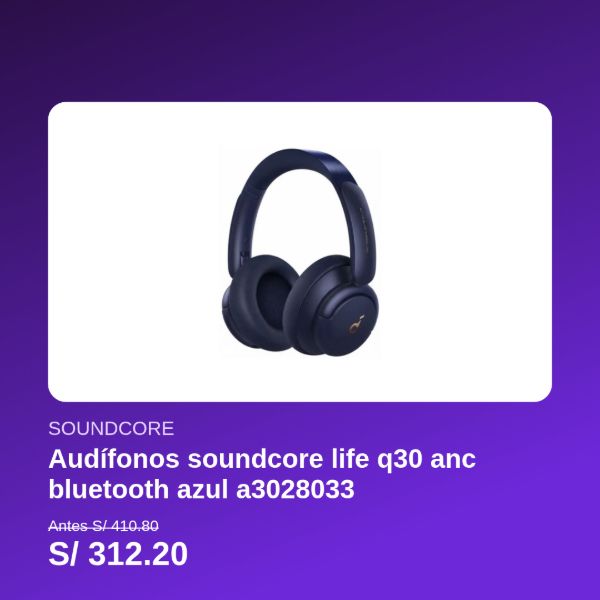 SOUNDCORE
Audífonos soundcore life q30 anc
bluetooth azul a3028033
Antes S/ 410.80
S/ 312.20